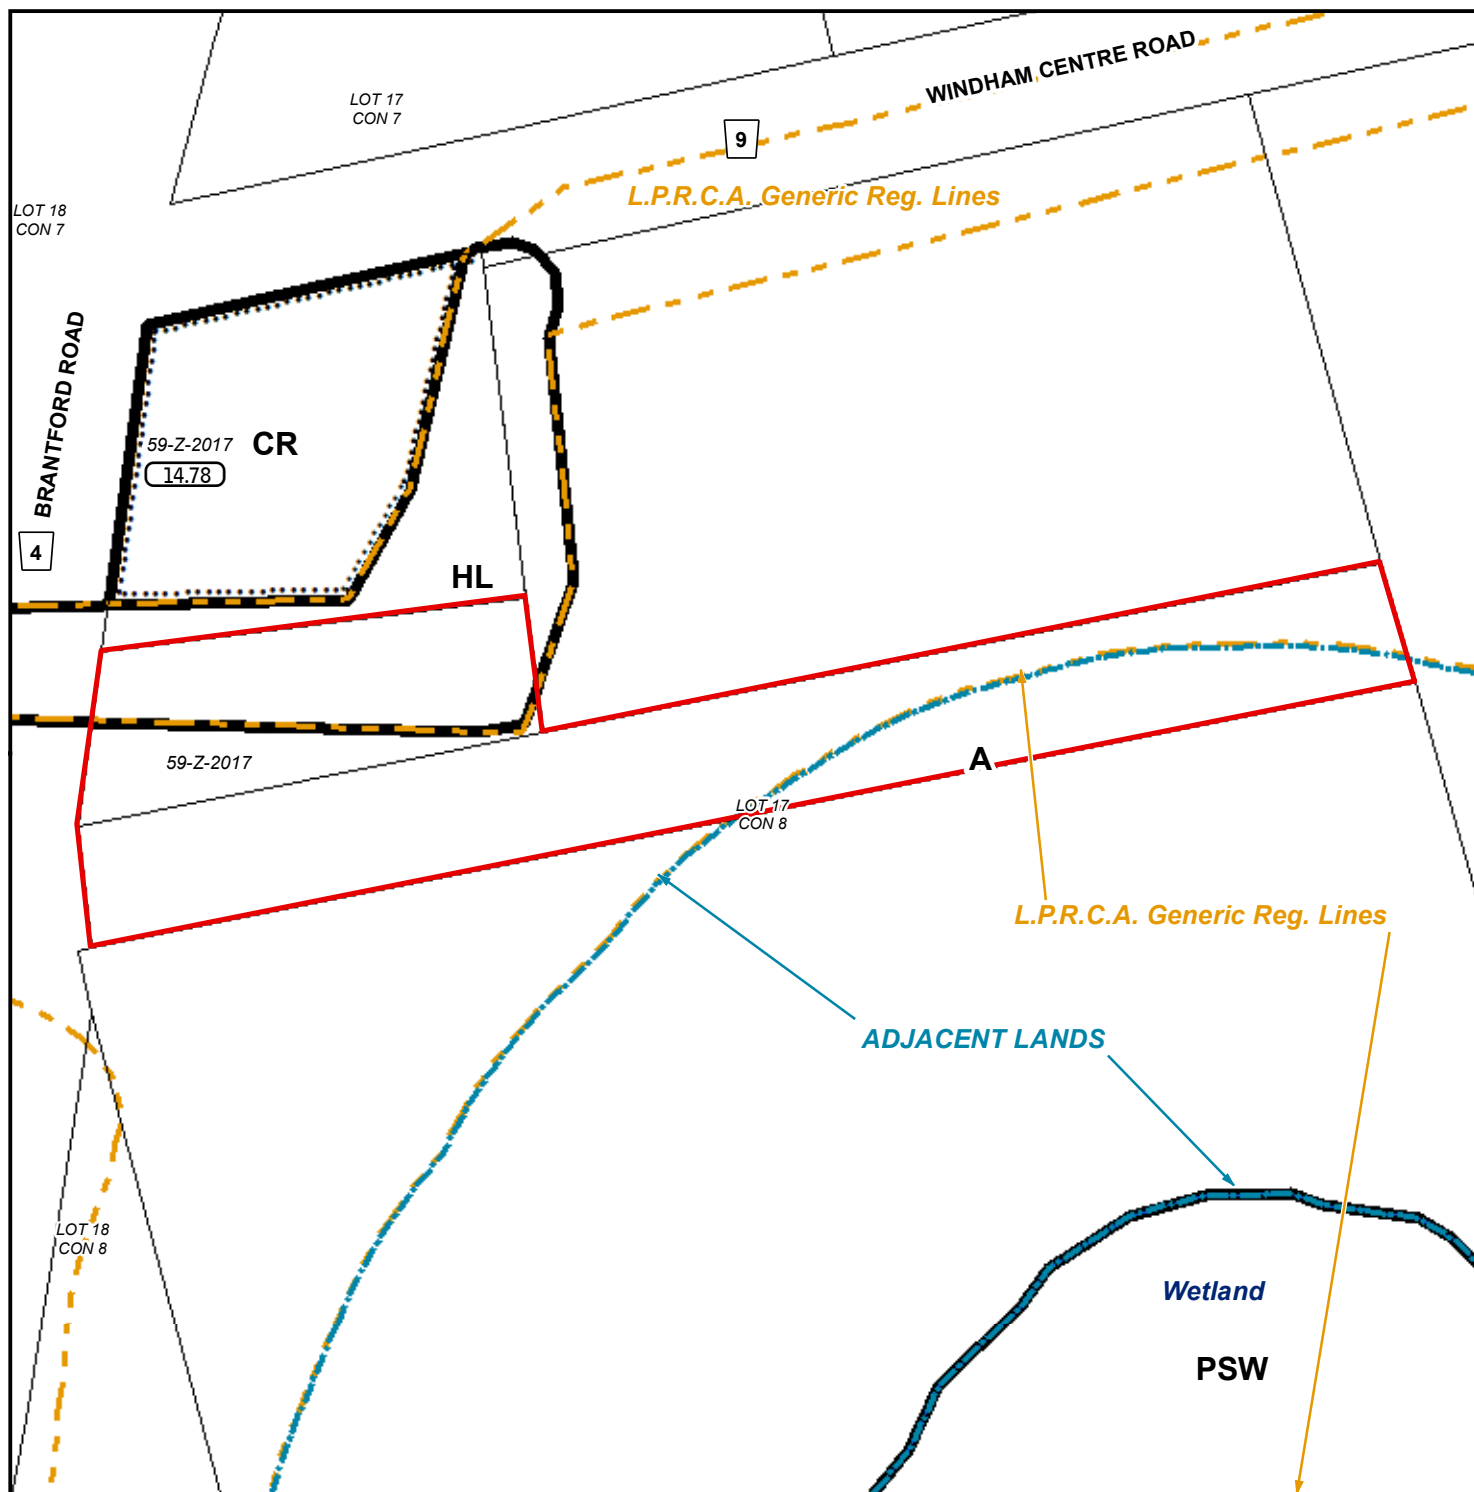 WINDHAM CENTRE ROAD
LOT 17
CON 7
9
L.P.R.C.A. Generic Reg. Lines
LOT 18
CON 7
BRANTFORD ROAD
59-Z-2017
CR
14.78
4
HL
59-Z-2017
A
LOT 17
CON 8
L.P.R.C.A. Generic Reg. Lines
ADJACENT LANDS
LOT 18
CON 8
Wetland
PSW